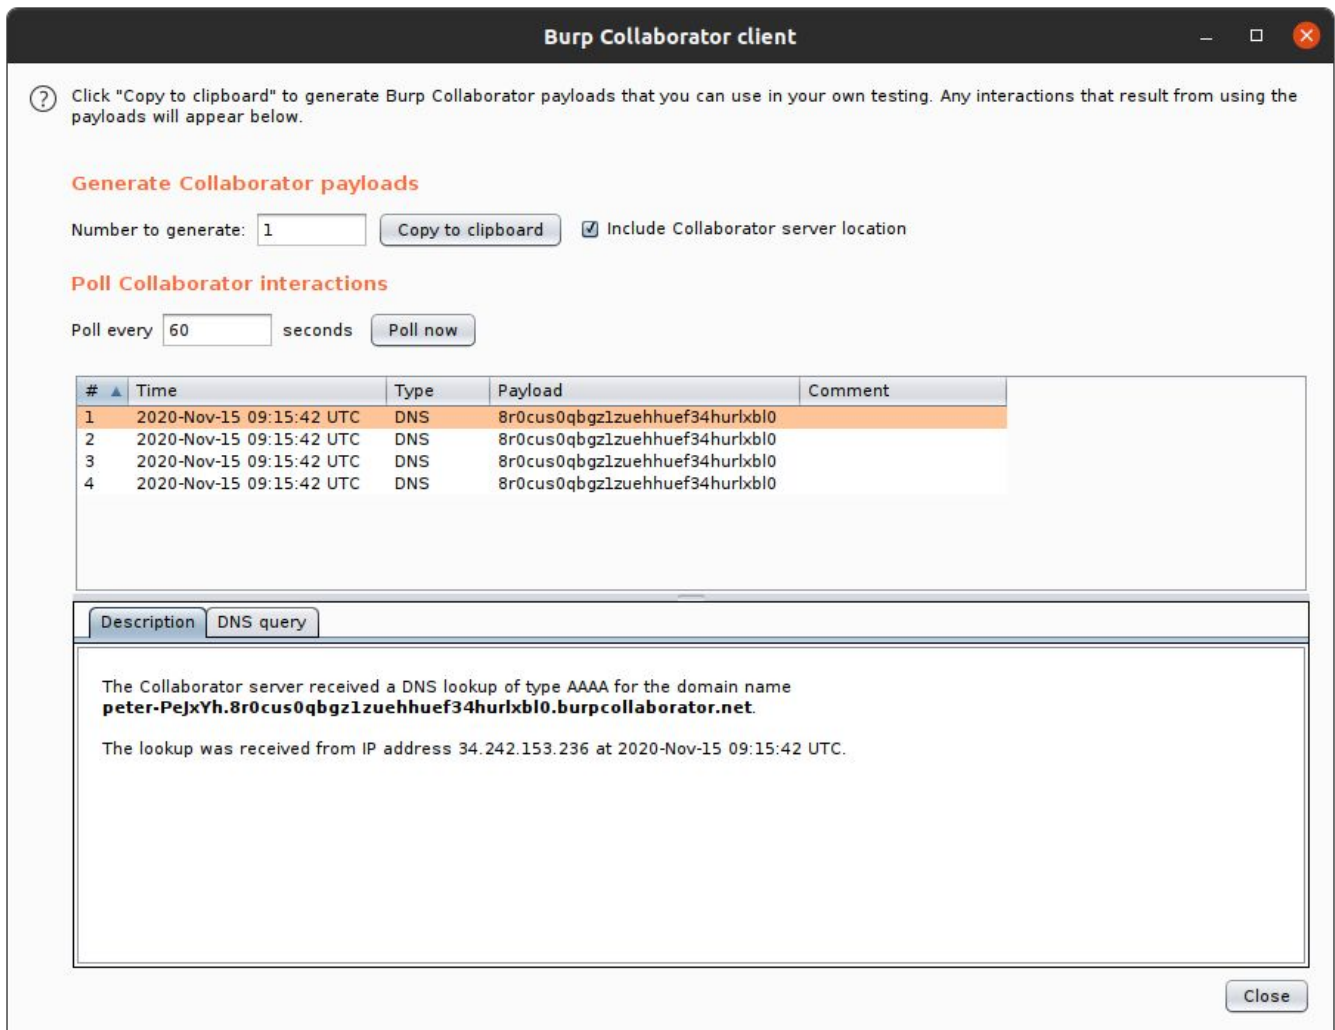 Burp Collaborator client
Click "Copy to clipboard" to generate Burp Collaborator payloads that you can use in your own testing. Any interactions that result from using the
payloads will appear below.
Generate Collaborator payloads
Number to generate: 1 Copy to clipboard Include Collaborator server location
Poll Collaborator interactions
Poll every 60 seconds Poll now
# Time Type Payload Comment
1 2020-Nov-15 09:15:42 UTC DNS 8r0cus0qbgz1zuehhuef34hurlxbl0
2 2020-Nov-15 09:15:42 UTC DNS 8r0cus0qbgz1zuehhuef34hurlxbl0
3 2020-Nov-15 09:15:42 UTC DNS 8r0cus0qbgz1zuehhuef34hurlxbl0
4 2020-Nov-15 09:15:42 UTC DNS 8r0cus0qbgz1zuehhuef34hurlxbl0
Description DNS query
The Collaborator server received a DNS lookup of type AAAA for the domain name
peter-PeJxYh.8r0cus0qbgz1zuehhuef34hurlxbl0.burpcollaborator.net.
The lookup was received from IP address 34.242.153.236 at 2020-Nov-15 09:15:42 UTC.
Close